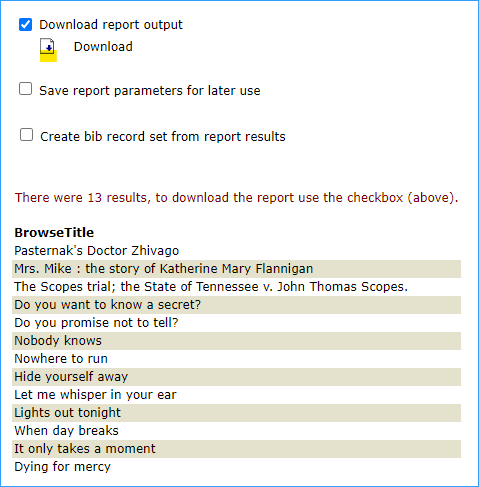 Download report output
Download
Save report parameters for later use
Create bib record set from report results
There were 13 results, to download the report use the checkbox (above).
BrowseTitle
Pasternak's Doctor Zhivago
Mrs. Mike : the story of Katherine Mary Flannigan
The Scopes trial; the State of Tennessee v. John Thomas Scopes.
Do you want to know a secret?
Do you promise not to tell?
Nobody knows
Nowhere to run
Hide yourself away
Let me whisper in your ear
Lights out tonight
When day breaks
It only takes a moment
Dying for mercy